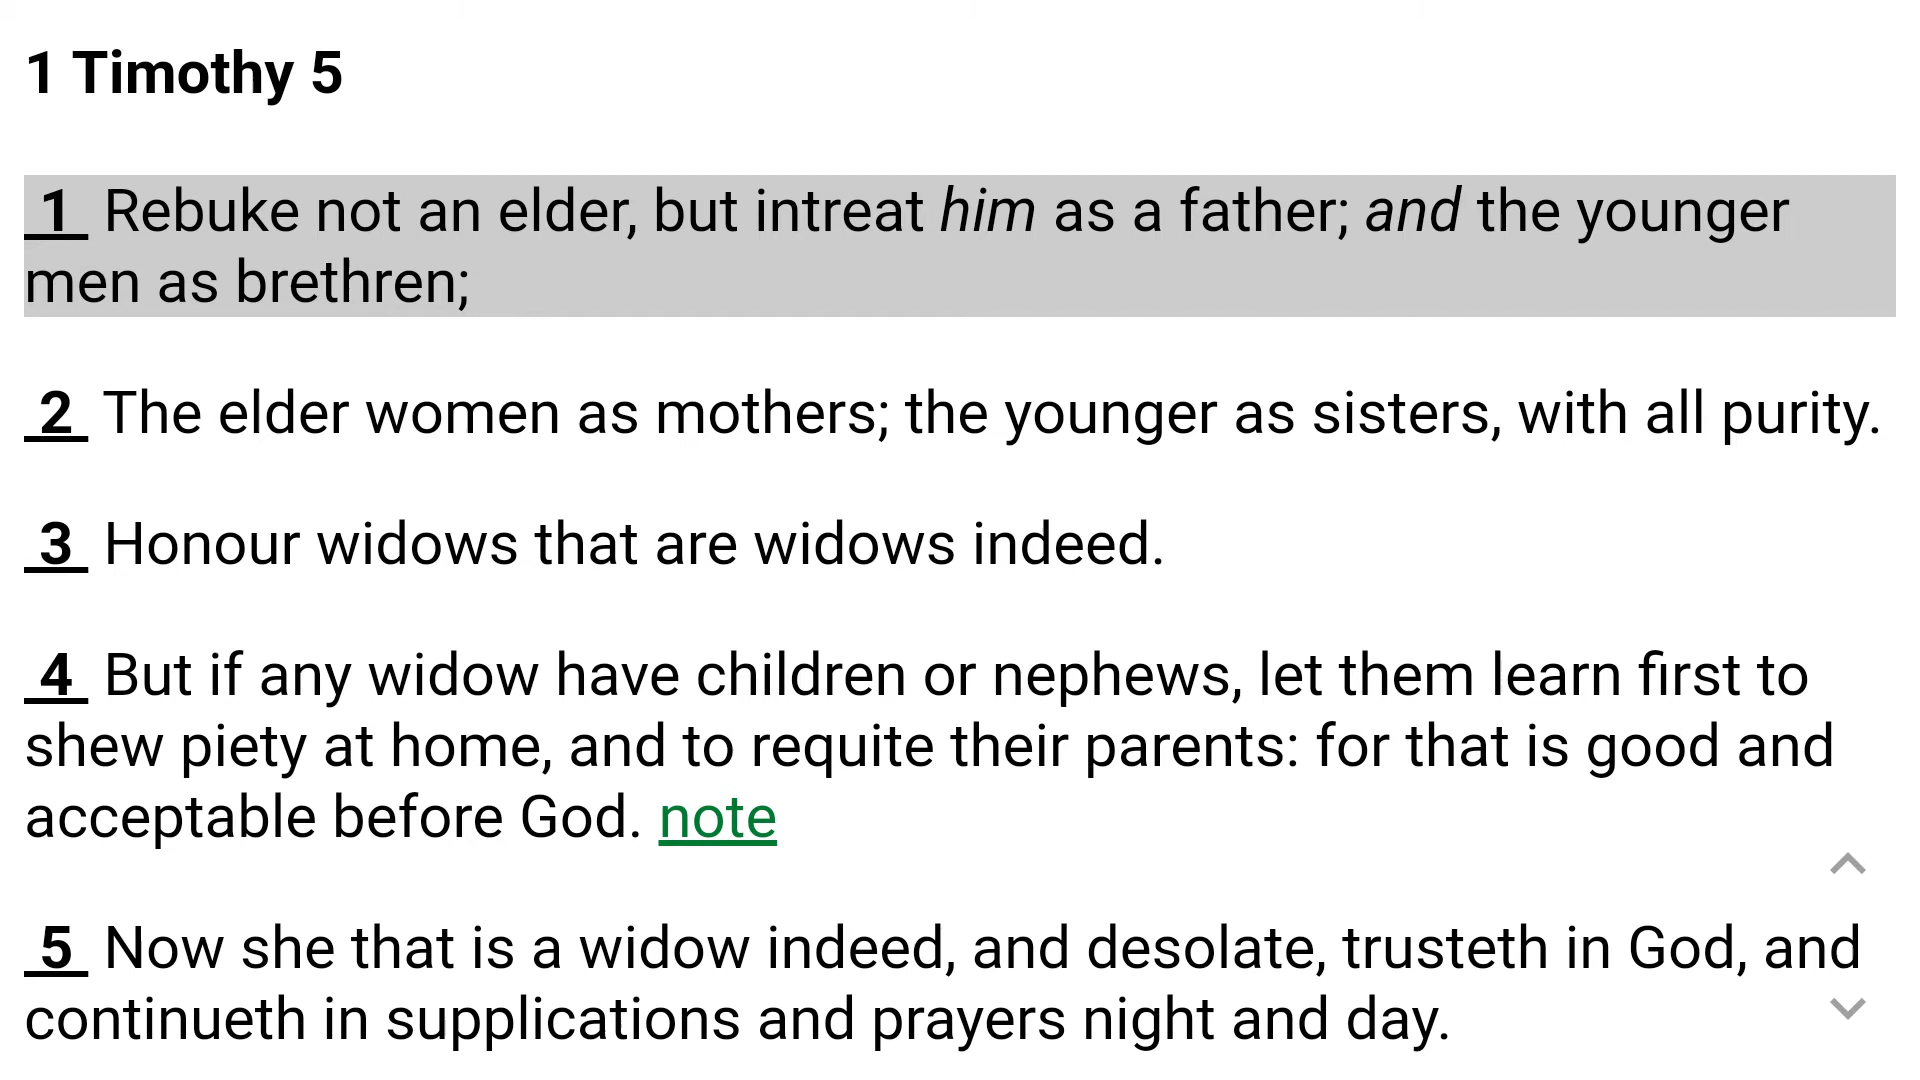 1 Timothy 5
1 Rebuke not an elder, but intreat him as a father; and the younger
men as brethren;
2 The elder women as mothers; the younger as sisters, with all purity.
3 Honour widows that are widows indeed.
4 But if any widow have children or nephews, let them learn first to
shew piety at home, and to requite their parents: for that is good and
acceptable before God. note
5 Now she that is a widow indeed, and desolate, trusteth in God, and
continueth in supplications and prayers night and day.